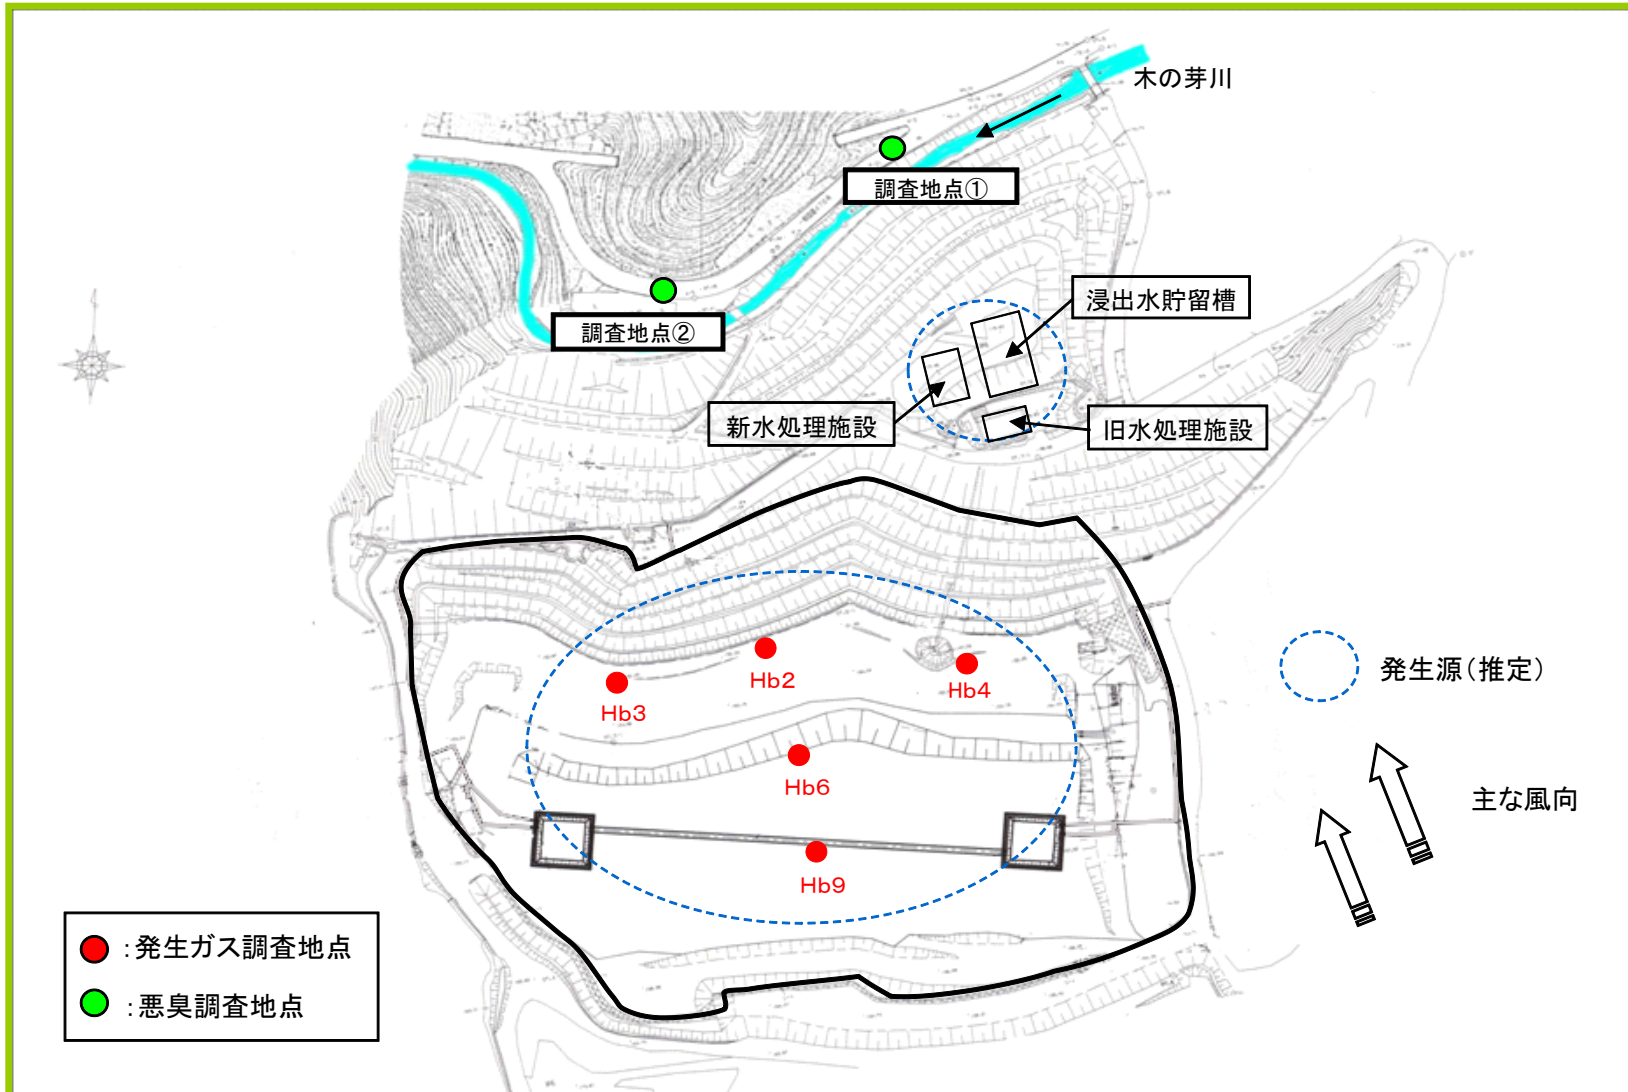 木の芽川
調査地点①
浸出水貯留槽
調査地点②
新水処理施設
旧水処理施設
Hb2
Hb4
Hb3
発生源(推定)
Hb6
主な風向
Hb9
:発生ガス調査地点
:悪臭調査地点